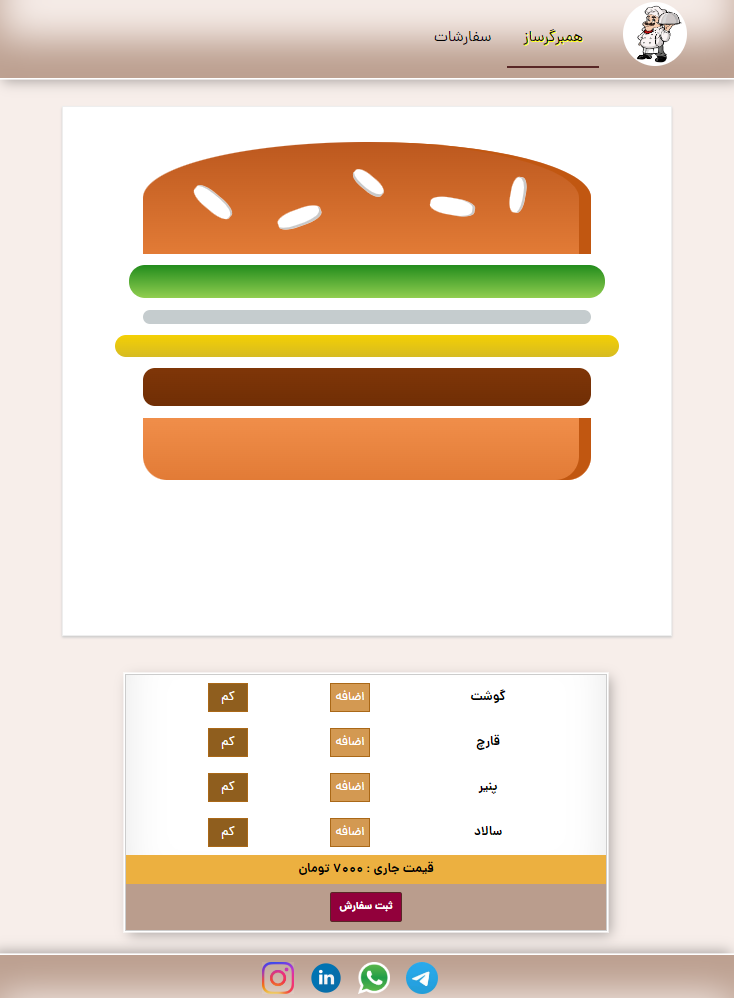 همبرگرساز سفارشات
گوشت اضافه کم
قارچ اضافه کم
پنیر اضافه کم
سالاد اضافه کم
قیمت جاری : ۷۰۰۰ تومان
ثبت سفارش
in